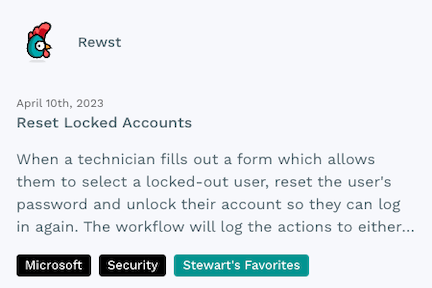 Rewst
April 10th, 2023
Reset Locked Accounts
When a technician fills out a form which allows
them to select a locked-out user, reset the user's
password and unlock their account so they can log
in again. The workflow will log the actions to either...
Microsoft
Security
Stewart's Favorites